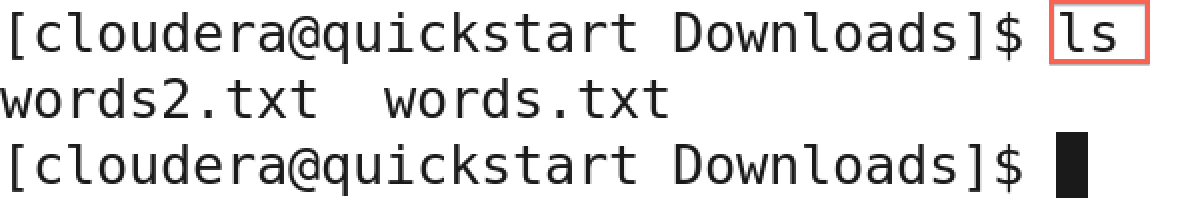 [cloudera@quickstart Downloads]$ ls
words2.txt  words.txt
[cloudera@quickstart Downloads]$